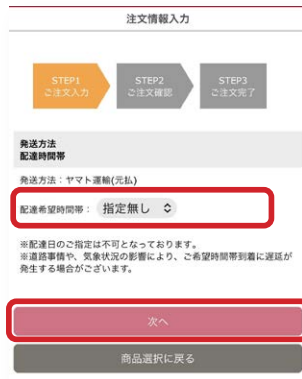 注文情報入力
STEP1
ご注文入力
STEP2
ご注文確認
STEP3
ご注文完了
発送方法
配達時間帯
発送方法：ヤマト運輸(元払)
配達希望時間帯： 指定無し
※配達日のご指定は不可となっております。
※道路事情や、気象状況の影響により、ご希望時間帯到着に遅延が
発生する場合がございます。
次へ
商品選択に戻る